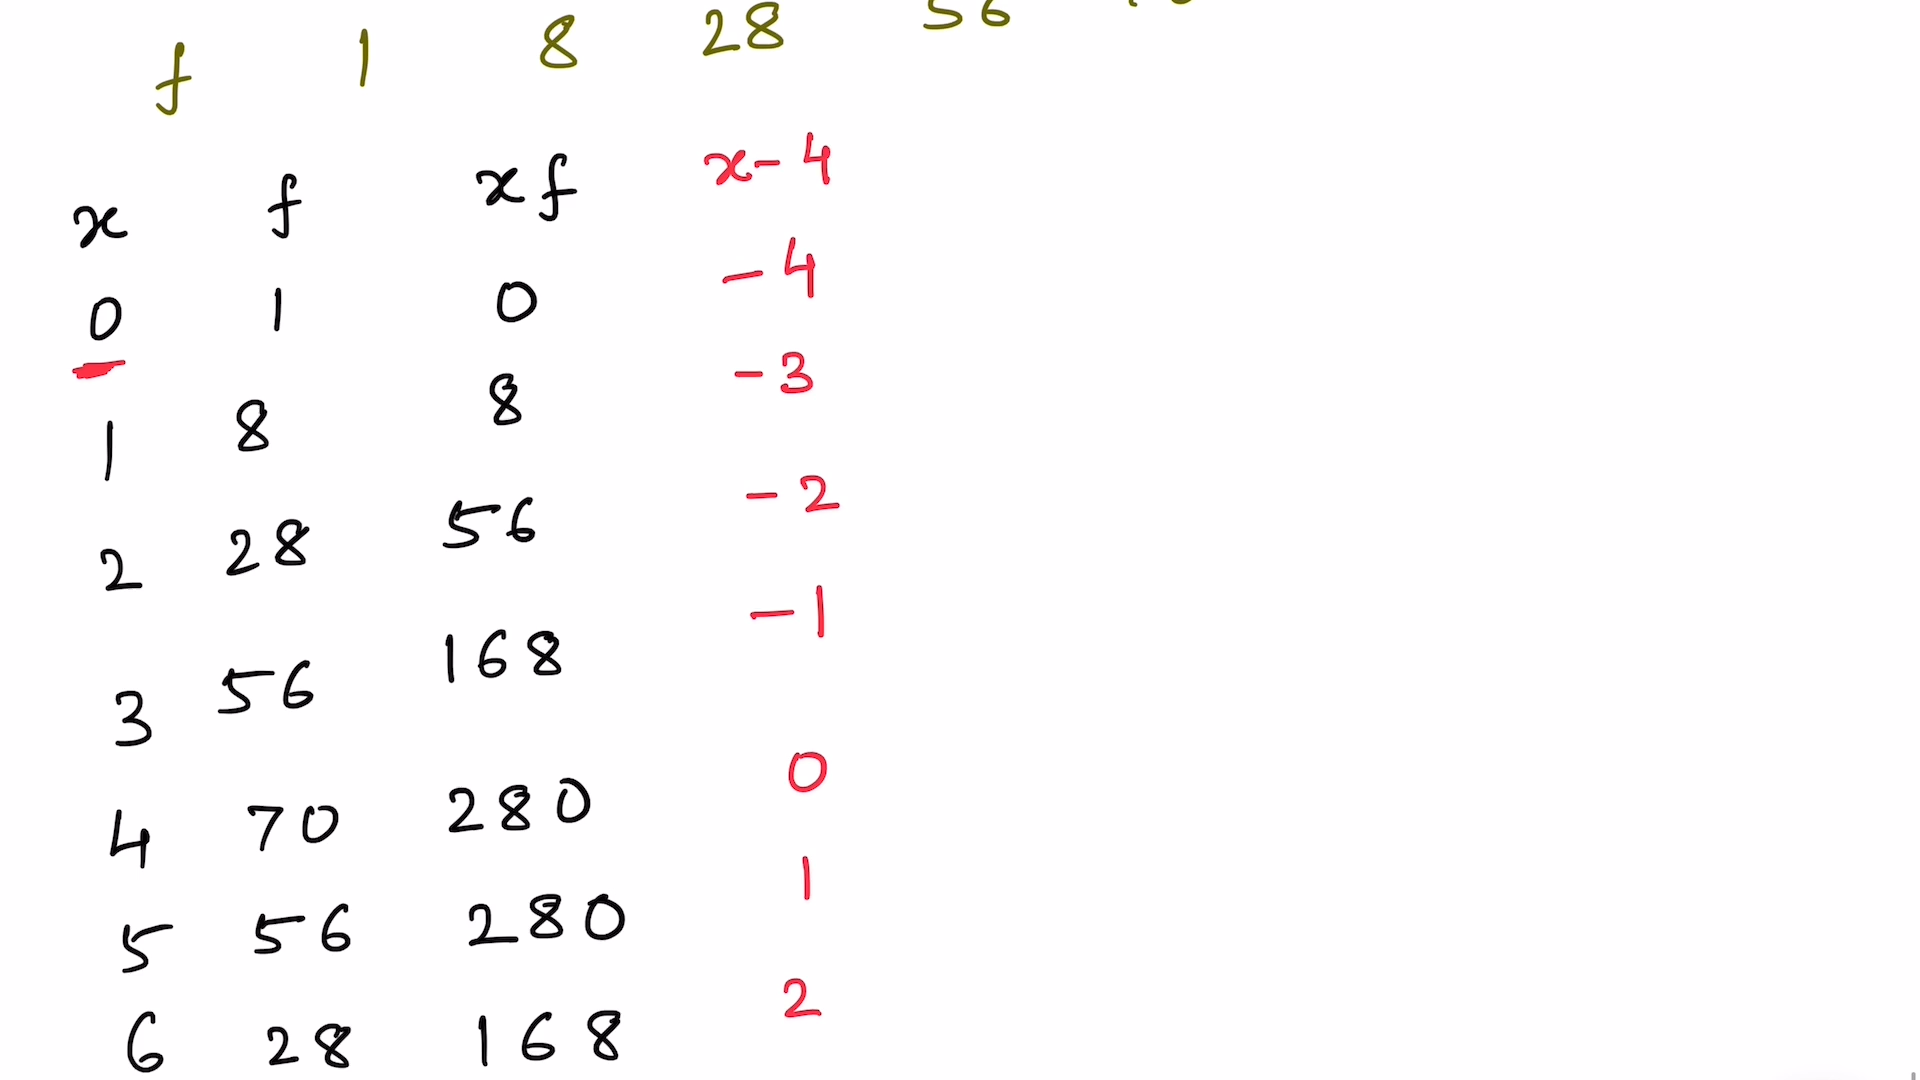 f 1 8 28 56
x f xf x-4
0 1 0 -4
1 8 8 -3
2 28 56 -2
3 56 168 -1
4 70 280 0
5 56 280 1
6 28 168 2